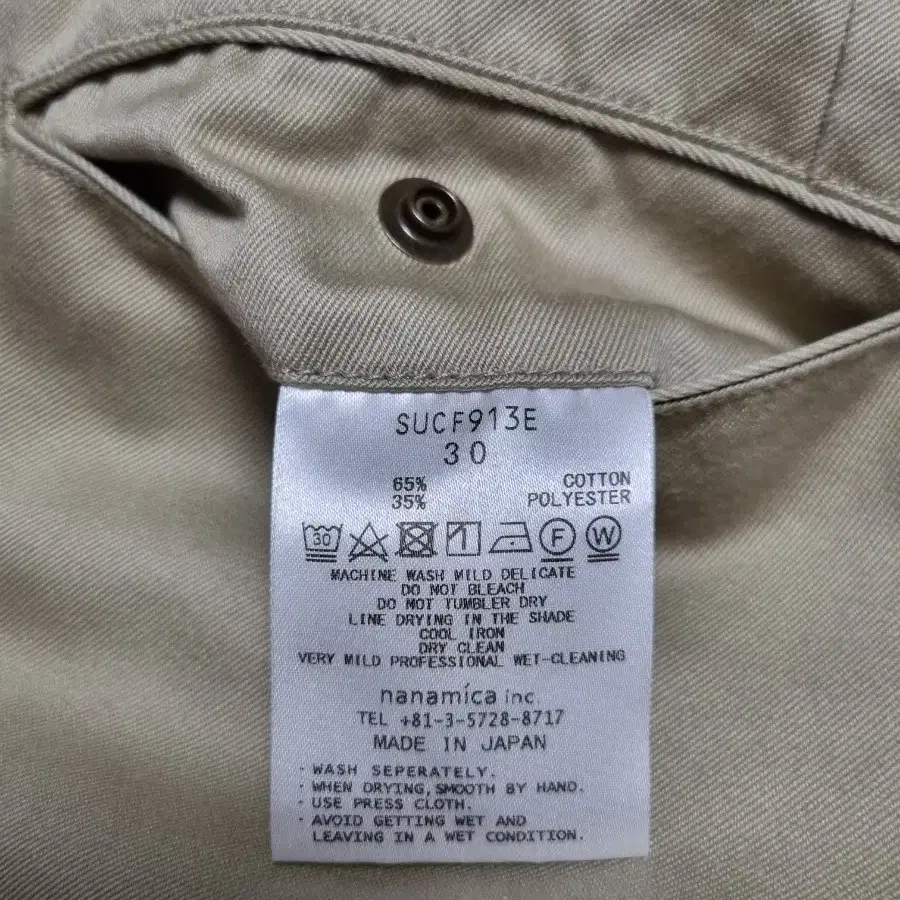 SUCF913E
30
65% COTTON
35% POLYESTER
30 F W
MACHINE WASH MILD DELICATE
DO NOT BLEACH
DO NOT TUMBLER DRY
LINE DRYING IN THE SHADE
COOL IRON
DRY CLEAN
VERY MILD PROFESSIONAL WET-CLEANING
nanamica inc.
TEL +81-3-5728-8717
MADE IN JAPAN
· WASH SEPERATELY.
· WHEN DRYING, SMOOTH BY HAND.
· USE PRESS CLOTH.
· AVOID GETTING WET AND
LEAVING IN A WET CONDITION.